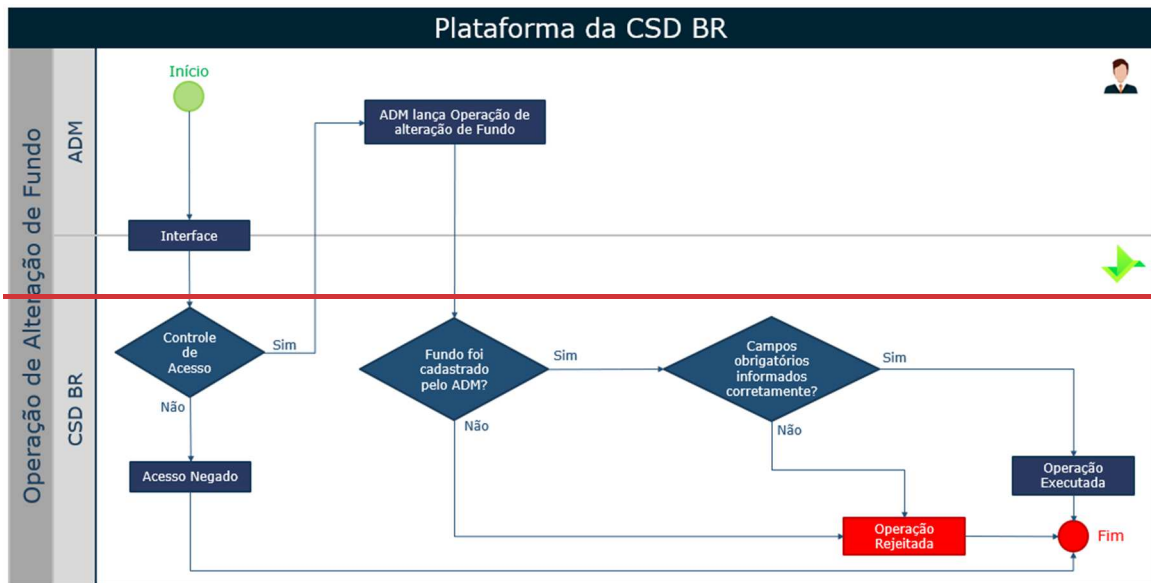 Plataforma da CSD BR
Operação de Alteração de Fundo
ADM
Início
ADM lança Operação de
alteração de Fundo
Interface
CSD BR
Controle
de
Acesso
Sim
Não
Fundo foi
cadastrado
pelo ADM?
Sim
Não
Campos
obrigatórios
informados
corretamente?
Sim
Não
Acesso Negado
Operação
Executada
Operação
Rejeitada
Fim